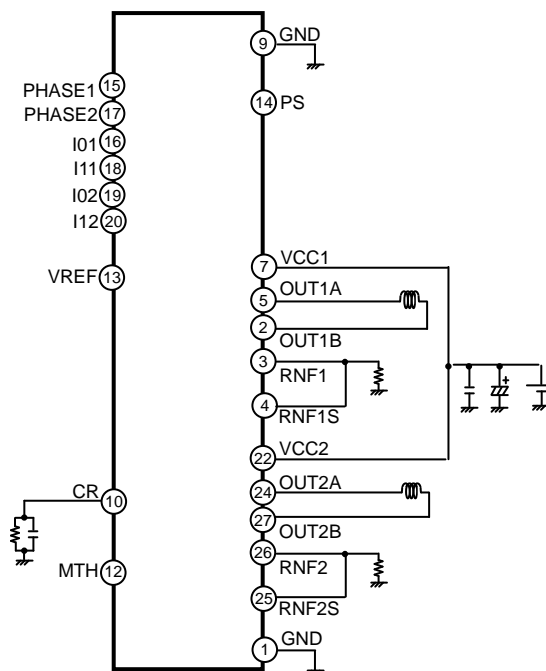 9 GND
14 PS
15 PHASE1
17 PHASE2
16 I01
18 I11
19 I02
20 I12
13 VREF
7 VCC1
5 OUT1A
2 OUT1B
3 RNF1
4 RNF1S
22 VCC2
24 OUT2A
27 OUT2B
26 RNF2
25 RNF2S
1 GND
CR 10
MTH 12
+